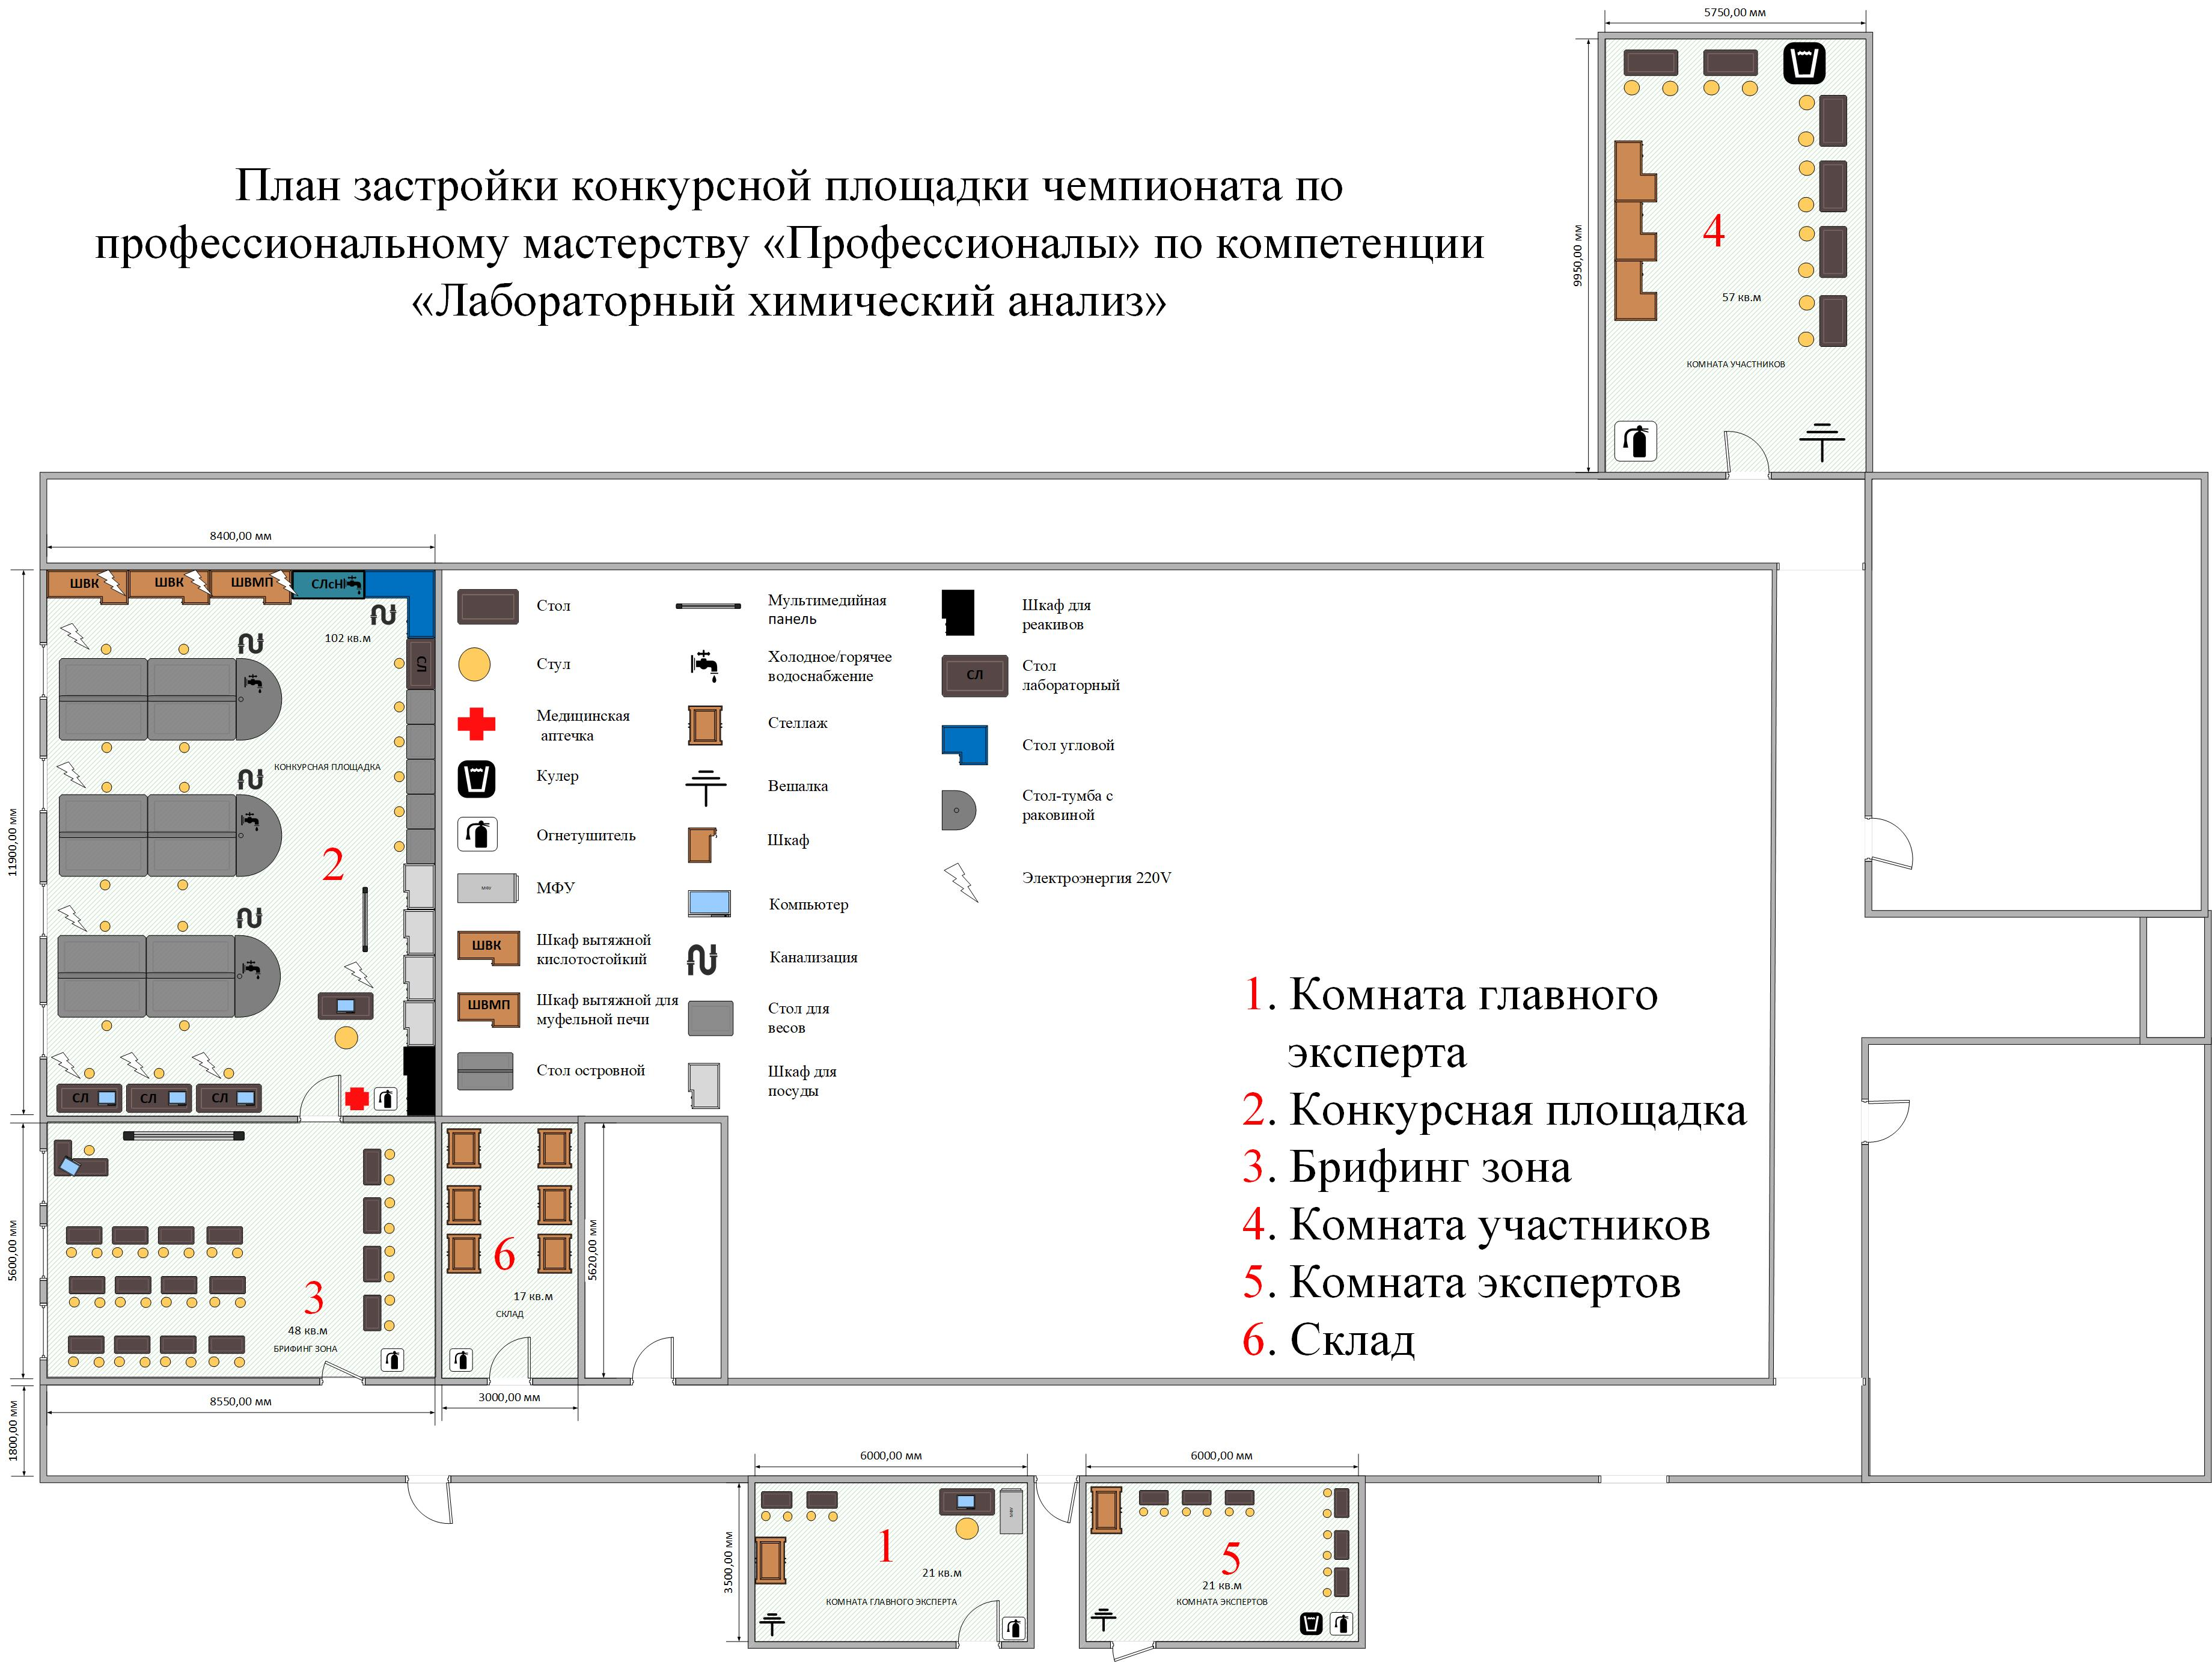 План застройки конкурсной площадки чемпионата по
профессиональному мастерству «Профессионалы» по компетенции
«Лабораторный химический анализ»
5750,00 мм
9950,00 мм
4
57 кв.м
КОМНАТА УЧАСТНИКОВ
8400,00 мм
11900,00 мм
ШВК
ШВК
ШВМП
СЛсН
102 кв.м
СЛ
КОНКУРСНАЯ ПЛОЩАДКА
2
СЛ
СЛ
СЛ
Стол
Стул
Медицинская
аптечка
Кулер
Огнетушитель
МФУ
МФУ
ШВК
Шкаф вытяжной
кислотостойкий
ШВМП
Шкаф вытяжной для
муфельной печи
Стол островной
Мультимедийная
панель
Холодное/горячее
водоснабжение
Стеллаж
Вешалка
Шкаф
Компьютер
Канализация
Стол для
весов
Шкаф для
посуды
Шкаф для
реакивов
СЛ
Стол
лабораторный
Стол угловой
Стол-тумба с
раковиной
Электроэнергия 220V
1. Комната главного
эксперта
2. Конкурсная площадка
3. Брифинг зона
4. Комната участников
5. Комната экспертов
6. Склад
5600,00 мм
3
48 кв.м
БРИФИНГ ЗОНА
6
17 кв.м
СКЛАД
5620,00 мм
8550,00 мм
3000,00 мм
1800,00 мм
6000,00 мм
3500,00 мм
МФУ
1
21 кв.м
КОМНАТА ГЛАВНОГО ЭКСПЕРТА
6000,00 мм
5
21 кв.м
КОМНАТА ЭКСПЕРТОВ